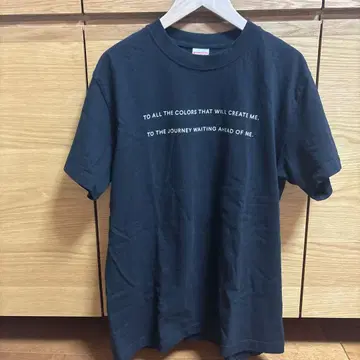 TO ALL THE COLORS THAT WILL CREATE ME.
TO THE JOURNEY WAITING AHEAD OF ME.